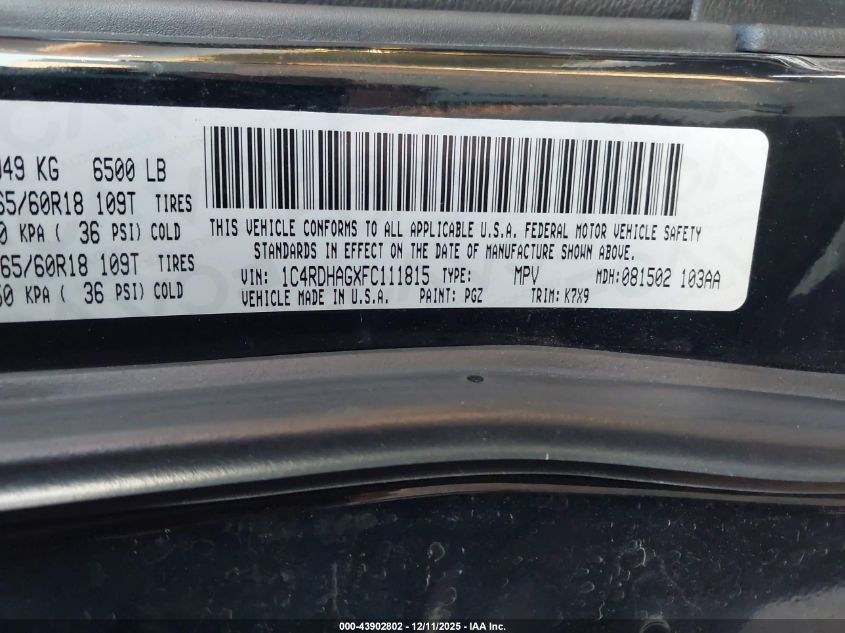 49 KG 6500 LB
65/60R18 109T TIRES
0 KPA ( 36 PSI) COLD
65/60R18 109T TIRES
50 KPA ( 36 PSI) COLD
THIS VEHICLE CONFORMS TO ALL APPLICABLE U.S.A. FEDERAL MOTOR VEHICLE SAFETY
STANDARDS IN EFFECT ON THE DATE OF MANUFACTURE SHOWN ABOVE.
VIN: 1C4RDHAGXFC111815 TYPE: MPV MDH:081502 103AA
VEHICLE MADE IN U.S.A. PAINT: PGZ TRIM: K7X9
000-43902802 - 12/11/2025 - IAA Inc.